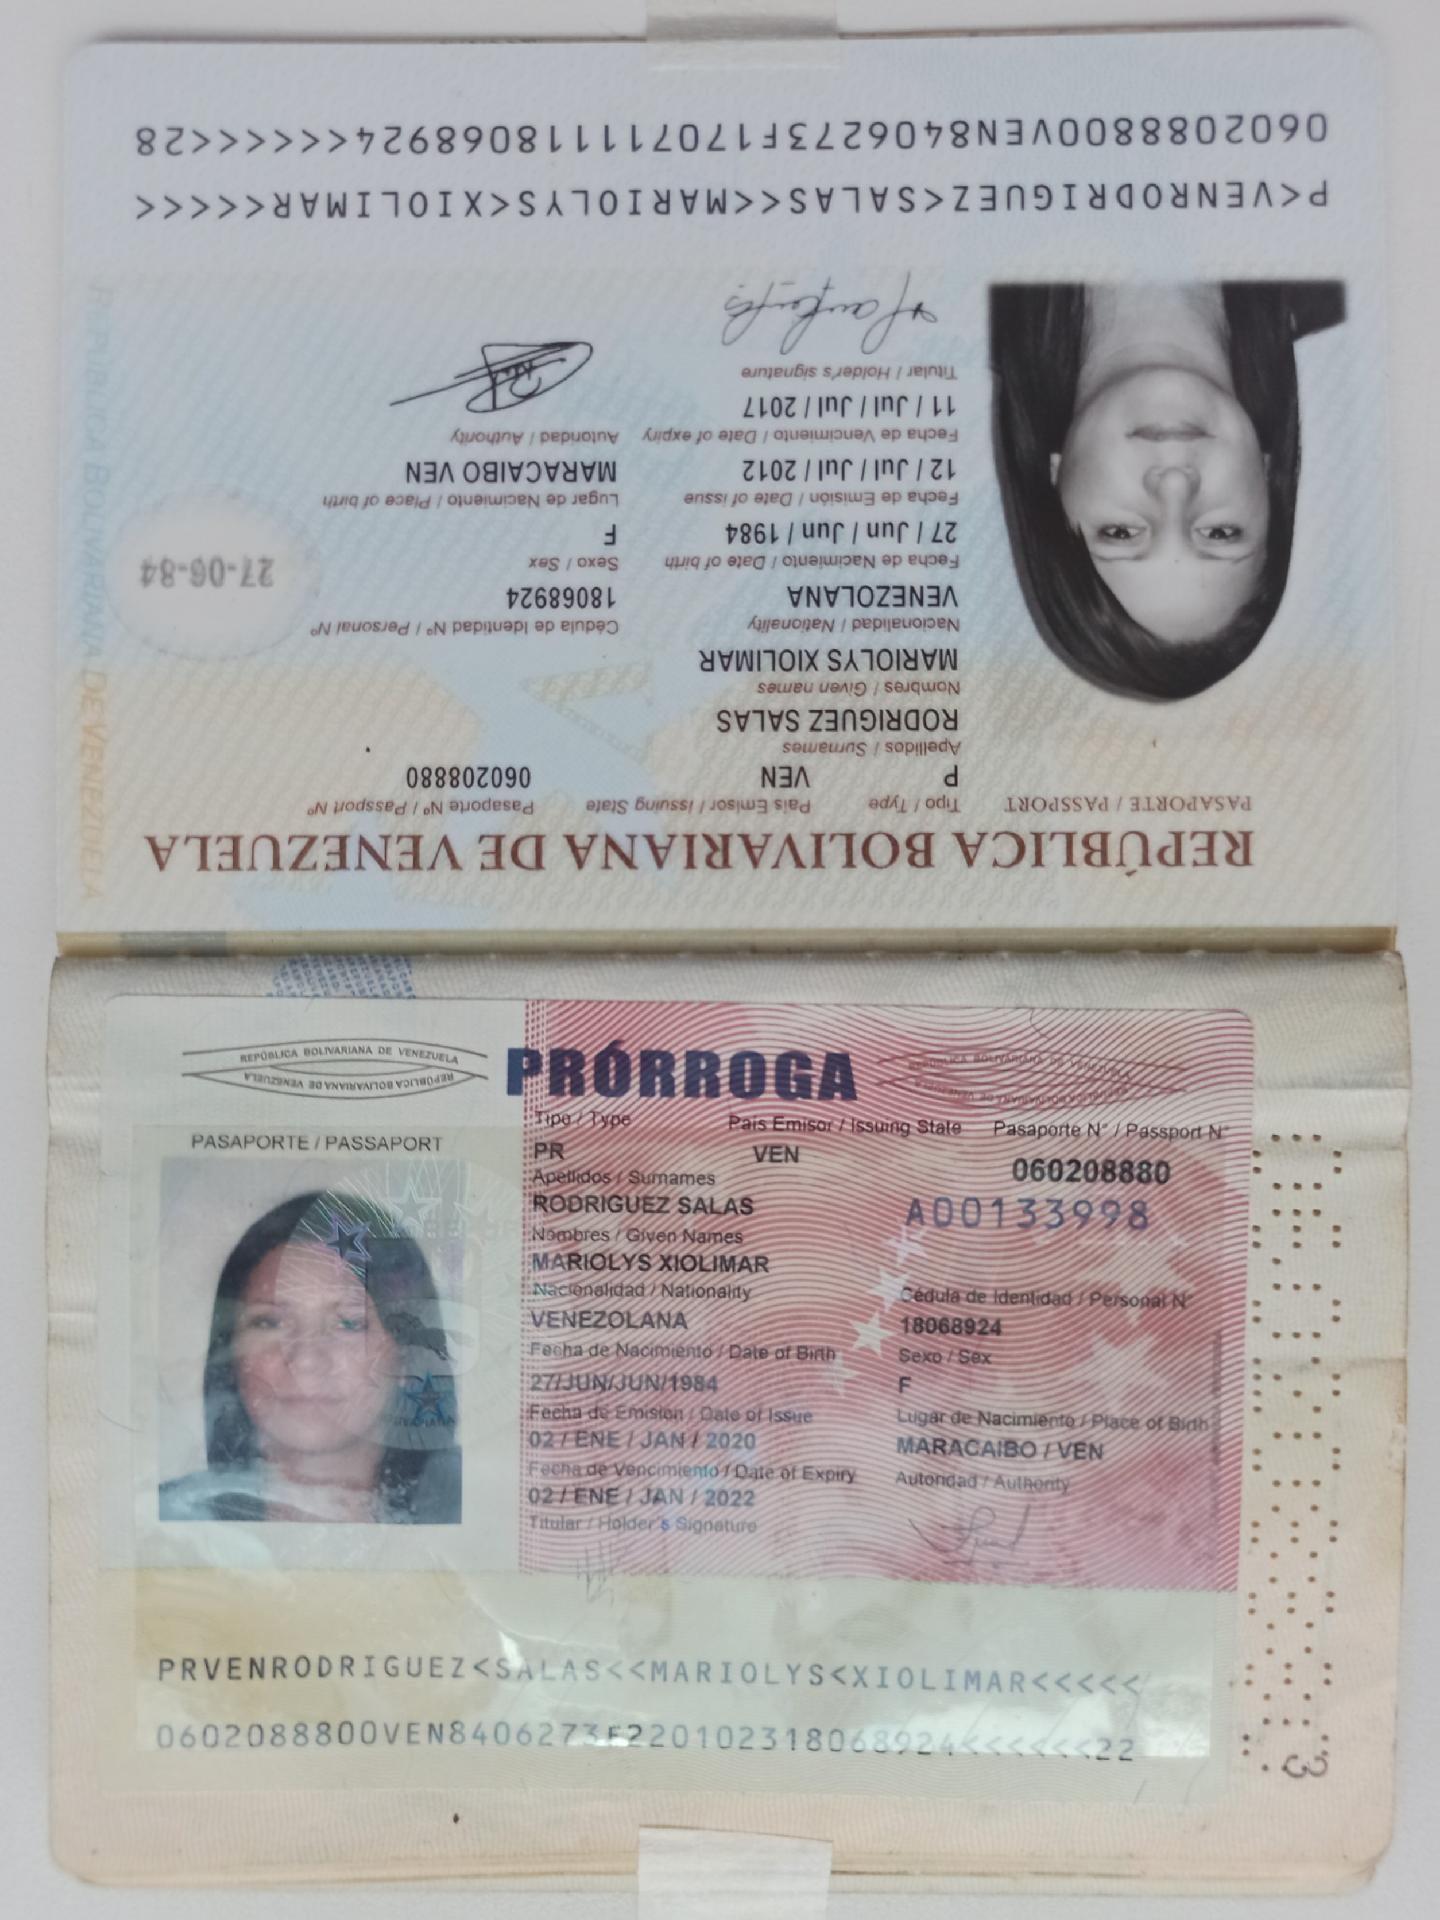 REPÚBLICA BOLIVARIANA DE VENEZUELA
PASAPORTE / PASSPORT
Tipo / Type País Emisor / Issuing State Pasaporte Nº / Passport Nº
P VEN 060208880
Apellidos / Surnames
RODRIGUEZ SALAS
Nombres / Given names
MARIOLYS XIOLIMAR
Nacionalidad / Nationality Cédula de Identidad Nº / Personal Nº
VENEZOLANA 18068924
Fecha de Nacimiento / Date of birth Sexo / Sex
27 / Jun / Jun / 1984 F
Fecha de Emisión / Date of issue Lugar de Nacimiento / Place of birth
12 / Jul / Jul / 2012 MARACAIBO VEN
Fecha de Vencimiento / Date of expiry Autoridad / Authority
11 / Jul / Jul / 2017
Titular / Holder's signature
27-06-84
REPÚBLICA BOLIVARIANA DE VENEZUELA
P<VENRODRIGUEZ<SALAS<<MARIOLYS<XIOLIMAR<<<<<
0602088800VEN8406273F170711118068924<<<<<<28
REPÚBLICA BOLIVARIANA DE VENEZUELA
REPÚBLICA BOLIVARIANA DE VENEZUELA
PRÓRROGA
PASAPORTE / PASSAPORT
Tipo / Type País Emisor / Issuing State Pasaporte N° / Passport N°
PR VEN 060208880
Apellidos / Surnames
RODRIGUEZ SALAS A00133998
Nombres / Given Names
MARIOLYS XIOLIMAR
Nacionalidad / Nationality Cédula de Identidad / Personal N°
VENEZOLANA 18068924
Fecha de Nacimiento / Date of Birth Sexo / Sex
27/JUN/JUN/1984 F
Fecha de Emision / Date of Issue Lugar de Nacimiento / Place of Birth
02 / ENE / JAN / 2020 MARACAIBO / VEN
Fecha de Vencimiento / Date of Expiry Autoridad / Authority
02 / ENE / JAN / 2022
Titular / Holder's Signature
PRVENRODRIGUEZ<SALAS<<MARIOLYS<XIOLIMAR<<<<<
0602088800VEN8406273F220102318068924<<<<<<22
3